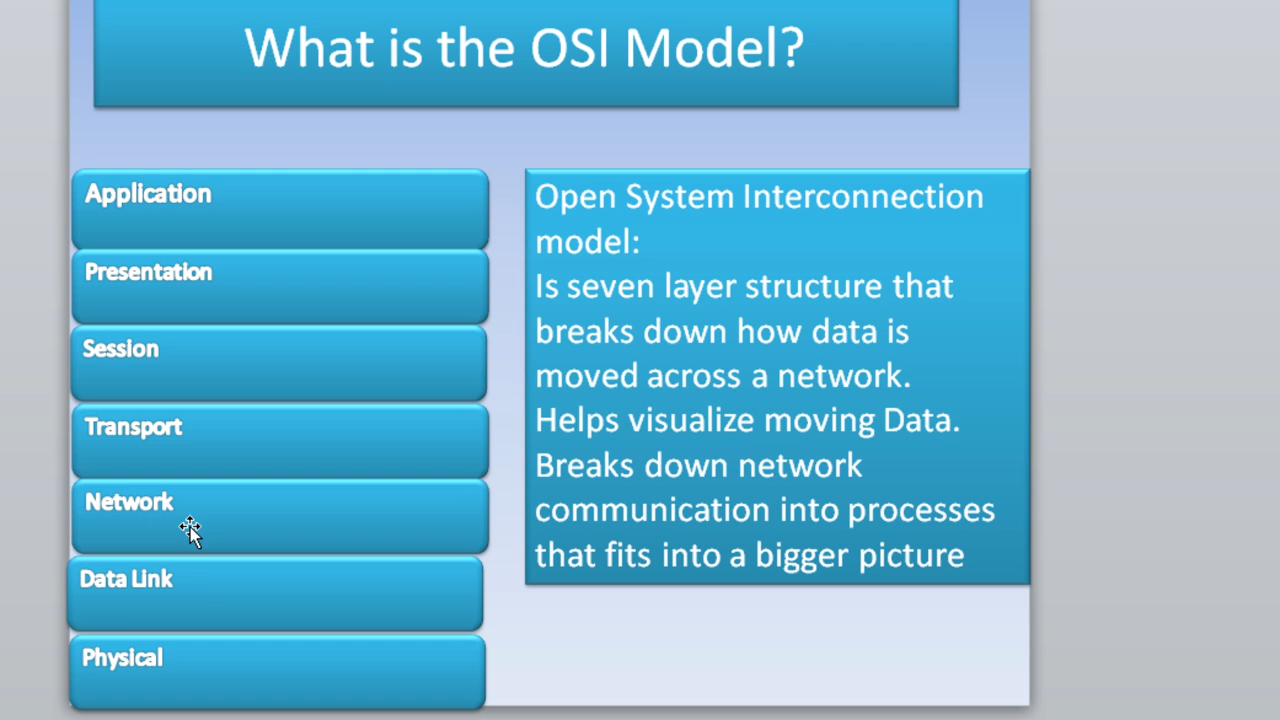 What is the OSI Model?
Application
Presentation
Session
Transport
Network
Data Link
Physical
Open System Interconnection
model:
Is seven layer structure that
breaks down how data is
moved across a network.
Helps visualize moving Data.
Breaks down network
communication into processes
that fits into a bigger picture